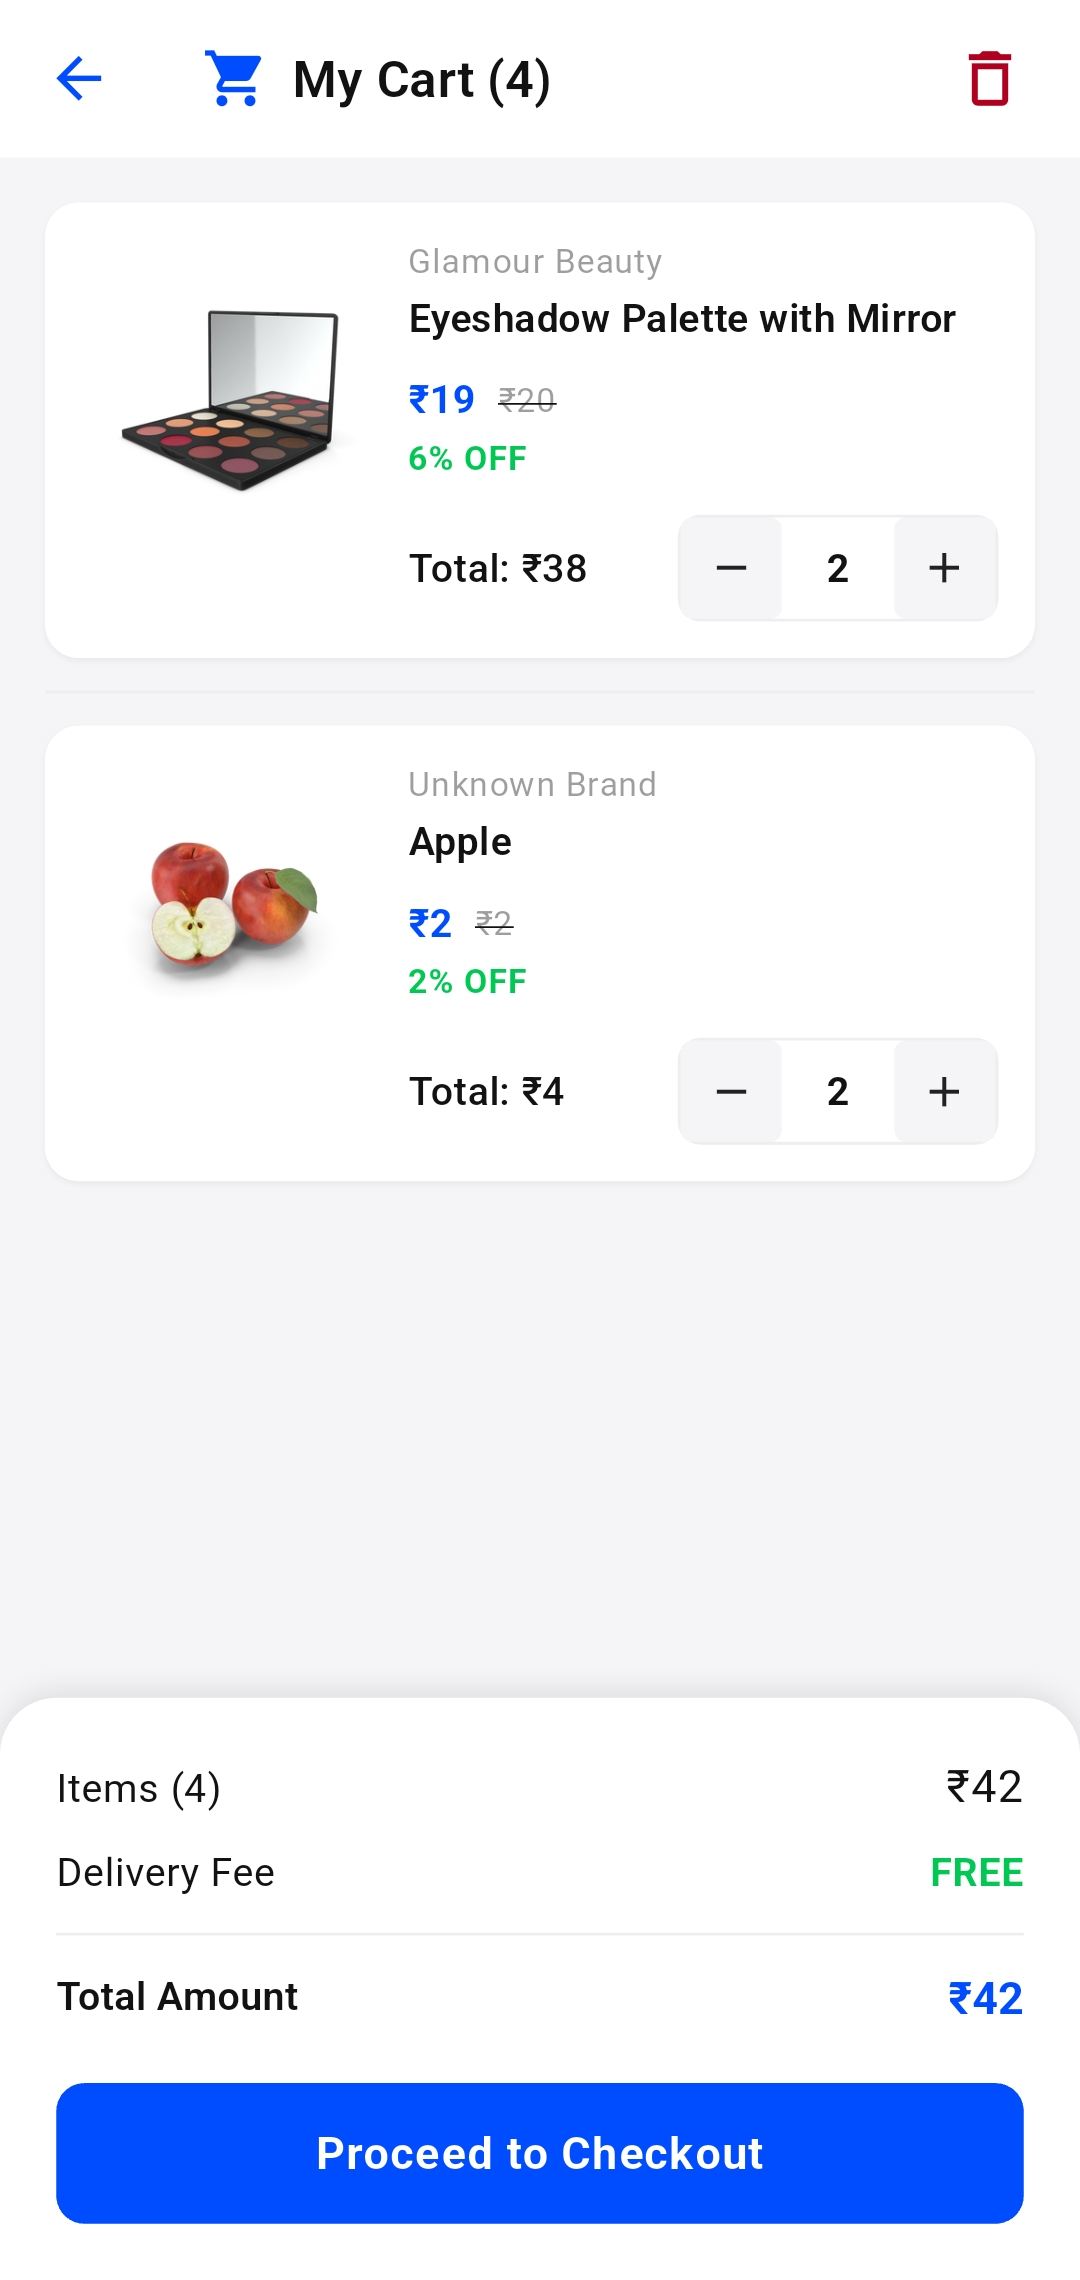 My Cart (4)
Glamour Beauty
Eyeshadow Palette with Mirror
₹19 ₹20
6% OFF
Total: ₹38
2
Unknown Brand
Apple
₹2 ₹2
2% OFF
Total: ₹4
2
Items (4) ₹42
Delivery Fee FREE
Total Amount ₹42
Proceed to Checkout